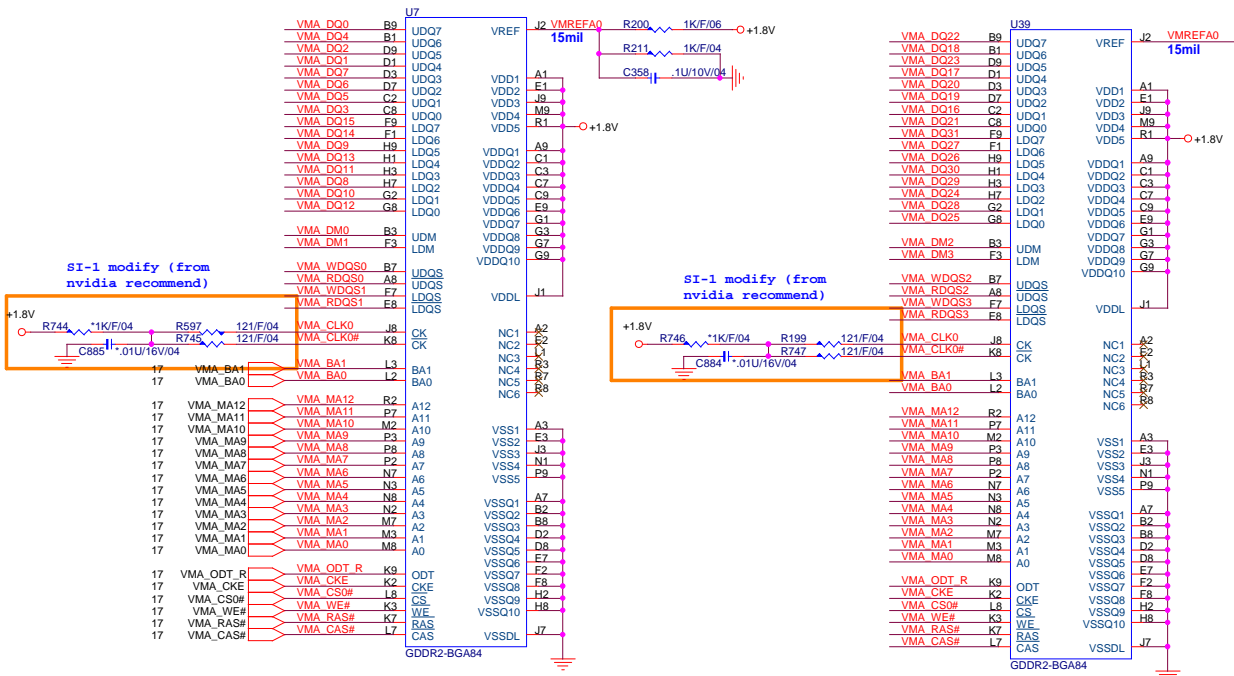 U7
VMA_DQ0 B9 UDQ7 VREF J2 VMREFA0 R200 1K/F/06 +1.8V
VMA_DQ4 B1 UDQ6 15mil
VMA_DQ2 D9 UDQ5 R211 1K/F/04
VMA_DQ1 D1 UDQ4
VMA_DQ7 D3 UDQ3 VDD1 A1 C358 .1U/10V/04
VMA_DQ6 D7 UDQ2 VDD2 E1
VMA_DQ5 C2 UDQ1 VDD3 J9
VMA_DQ3 C8 UDQ0 VDD4 M9
VMA_DQ15 F9 LDQ7 VDD5 R1 +1.8V
VMA_DQ14 F1 LDQ6
VMA_DQ9 H9 LDQ5 VDDQ1 A9
VMA_DQ13 H1 LDQ4 VDDQ2 C1
VMA_DQ11 H3 LDQ3 VDDQ3 C3
VMA_DQ8 H7 LDQ2 VDDQ4 C7
VMA_DQ10 G2 LDQ1 VDDQ5 C9
VMA_DQ12 G8 LDQ0 VDDQ6 E9
VDDQ7 G1
VMA_DM0 B3 UDM VDDQ8 G3
VMA_DM1 F3 LDM VDDQ9 G7
VDDQ10 G9
SI-1 modify (from
nvidia recommend)
VMA_WDQS0 B7 UDQS
VMA_RDQS0 A8 UDQS
VMA_WDQS1 F7 LDQS VDDL J1
VMA_RDQS1 E8 LDQS
+1.8V
R744 *1K/F/04 R597 121/F/04 VMA_CLK0 J8 CK NC1 A2
C885 *.01U/16V/04 R745 121/F/04 VMA_CLK0# K8 CK NC2 E2
NC3 L1
17 VMA_BA1 VMA_BA1 L3 BA1 NC4 R3
17 VMA_BA0 VMA_BA0 L2 BA0 NC5 R7
NC6 R8
17 VMA_MA12 VMA_MA12 R2 A12
17 VMA_MA11 VMA_MA11 P7 A11
17 VMA_MA10 VMA_MA10 M2 A10 VSS1 A3
17 VMA_MA9 VMA_MA9 P3 A9 VSS2 E3
17 VMA_MA8 VMA_MA8 P8 A8 VSS3 J3
17 VMA_MA7 VMA_MA7 P2 A7 VSS4 N1
17 VMA_MA6 VMA_MA6 N7 A6 VSS5 P9
17 VMA_MA5 VMA_MA5 N3 A5
17 VMA_MA4 VMA_MA4 N8 A4 VSSQ1 A7
17 VMA_MA3 VMA_MA3 N2 A3 VSSQ2 B2
17 VMA_MA2 VMA_MA2 M7 A2 VSSQ3 B8
17 VMA_MA1 VMA_MA1 M3 A1 VSSQ4 D2
17 VMA_MA0 VMA_MA0 M8 A0 VSSQ5 D8
VSSQ6 E7
17 VMA_ODT_R VMA_ODT_R K9 ODT VSSQ7 F2
17 VMA_CKE VMA_CKE K2 CKE VSSQ8 F8
17 VMA_CS0# VMA_CS0# L8 CS VSSQ9 H2
17 VMA_WE# VMA_WE# K3 WE VSSQ10 H8
17 VMA_RAS# VMA_RAS# K7 RAS
17 VMA_CAS# VMA_CAS# L7 CAS VSSDL J7
GDDR2-BGA84
U39
VMA_DQ22 B9 UDQ7 VREF J2 VMREFA0
VMA_DQ18 B1 UDQ6 15mil
VMA_DQ23 D9 UDQ5
VMA_DQ17 D1 UDQ4
VMA_DQ20 D3 UDQ3 VDD1 A1
VMA_DQ19 D7 UDQ2 VDD2 E1
VMA_DQ16 C2 UDQ1 VDD3 J9
VMA_DQ21 C8 UDQ0 VDD4 M9
VMA_DQ31 F9 LDQ7 VDD5 R1 +1.8V
VMA_DQ27 F1 LDQ6
VMA_DQ26 H9 LDQ5 VDDQ1 A9
VMA_DQ30 H1 LDQ4 VDDQ2 C1
VMA_DQ29 H3 LDQ3 VDDQ3 C3
VMA_DQ24 H7 LDQ2 VDDQ4 C7
VMA_DQ28 G2 LDQ1 VDDQ5 C9
VMA_DQ25 G8 LDQ0 VDDQ6 E9
VDDQ7 G1
VMA_DM2 B3 UDM VDDQ8 G3
VMA_DM3 F3 LDM VDDQ9 G7
VDDQ10 G9
SI-1 modify (from
nvidia recommend)
VMA_WDQS2 B7 UDQS
VMA_RDQS2 A8 UDQS
VMA_WDQS3 F7 LDQS VDDL J1
VMA_RDQS3 E8 LDQS
+1.8V
R746 *1K/F/04 R199 121/F/04 VMA_CLK0 J8 CK NC1 A2
C884 *.01U/16V/04 R747 121/F/04 VMA_CLK0# K8 CK NC2 E2
NC3 L1
VMA_BA1 L3 BA1 NC4 R3
VMA_BA0 L2 BA0 NC5 R7
NC6 R8
VMA_MA12 R2 A12
VMA_MA11 P7 A11
VMA_MA10 M2 A10 VSS1 A3
VMA_MA9 P3 A9 VSS2 E3
VMA_MA8 P8 A8 VSS3 J3
VMA_MA7 P2 A7 VSS4 N1
VMA_MA6 N7 A6 VSS5 P9
VMA_MA5 N3 A5
VMA_MA4 N8 A4 VSSQ1 A7
VMA_MA3 N2 A3 VSSQ2 B2
VMA_MA2 M7 A2 VSSQ3 B8
VMA_MA1 M3 A1 VSSQ4 D2
VMA_MA0 M8 A0 VSSQ5 D8
VSSQ6 E7
VMA_ODT_R K9 ODT VSSQ7 F2
VMA_CKE K2 CKE VSSQ8 F8
VMA_CS0# L8 CS VSSQ9 H2
VMA_WE# K3 WE VSSQ10 H8
VMA_RAS# K7 RAS
VMA_CAS# L7 CAS VSSDL J7
GDDR2-BGA84